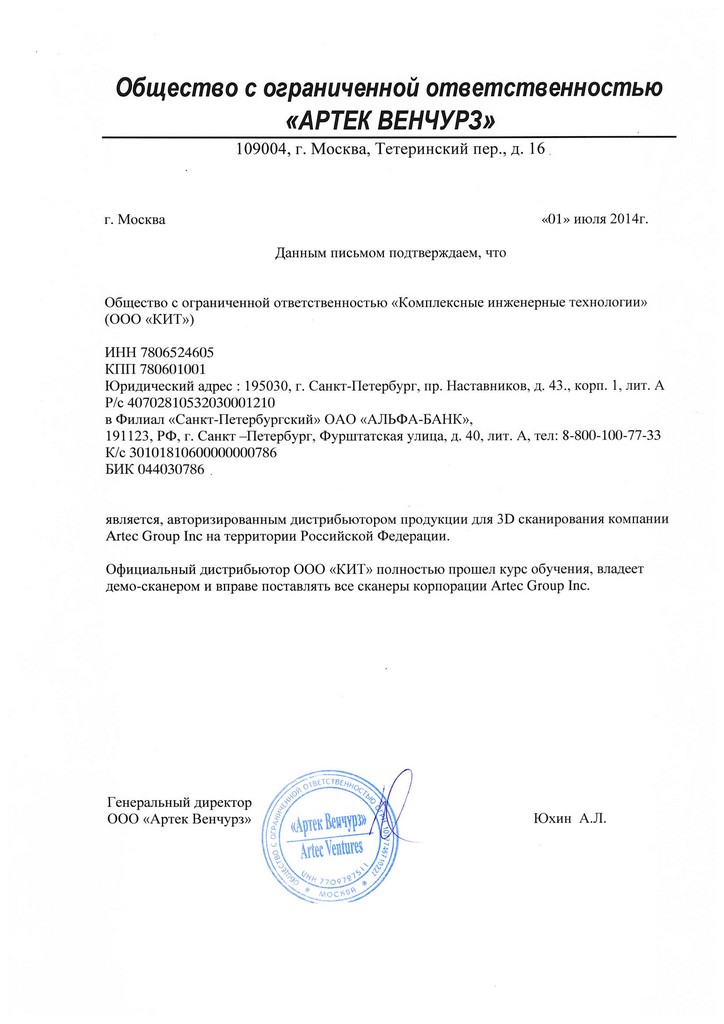 Общество с ограниченной ответственностью
«АРТЕК ВЕНЧУРЗ»
109004, г. Москва, Тетеринский пер., д. 16
г. Москва «01» июля 2014г.
Данным письмом подтверждаем, что
Общество с ограниченной ответственностью «Комплексные инженерные технологии»
(ООО «КИТ»)
ИНН 7806524605
КПП 780601001
Юридический адрес : 195030, г. Санкт-Петербург, пр. Наставников, д. 43., корп. 1, лит. А
Р/с 40702810532030001210
в Филиал «Санкт-Петербургский» ОАО «АЛЬФА-БАНК»,
191123, РФ, г. Санкт –Петербург, Фурштатская улица, д. 40, лит. А, тел: 8-800-100-77-33
К/с 30101810600000000786
БИК 044030786
является, авторизированным дистрибьютором продукции для 3D сканирования компании
Artec Group Inc на территории Российской Федерации.
Официальный дистрибьютор ООО «КИТ» полностью прошел курс обучения, владеет
демо-сканером и вправе поставлять все сканеры корпорации Artec Group Inc.
Генеральный директор
ООО «Артек Венчурз»
Юхин А.Л.
ОБЩЕСТВО С ОГРАНИЧЕННОЙ ОТВЕТСТВЕННОСТЬЮ
«Артек Венчурз»
Artec Ventures
ИНН 7709787511
МОСКВА